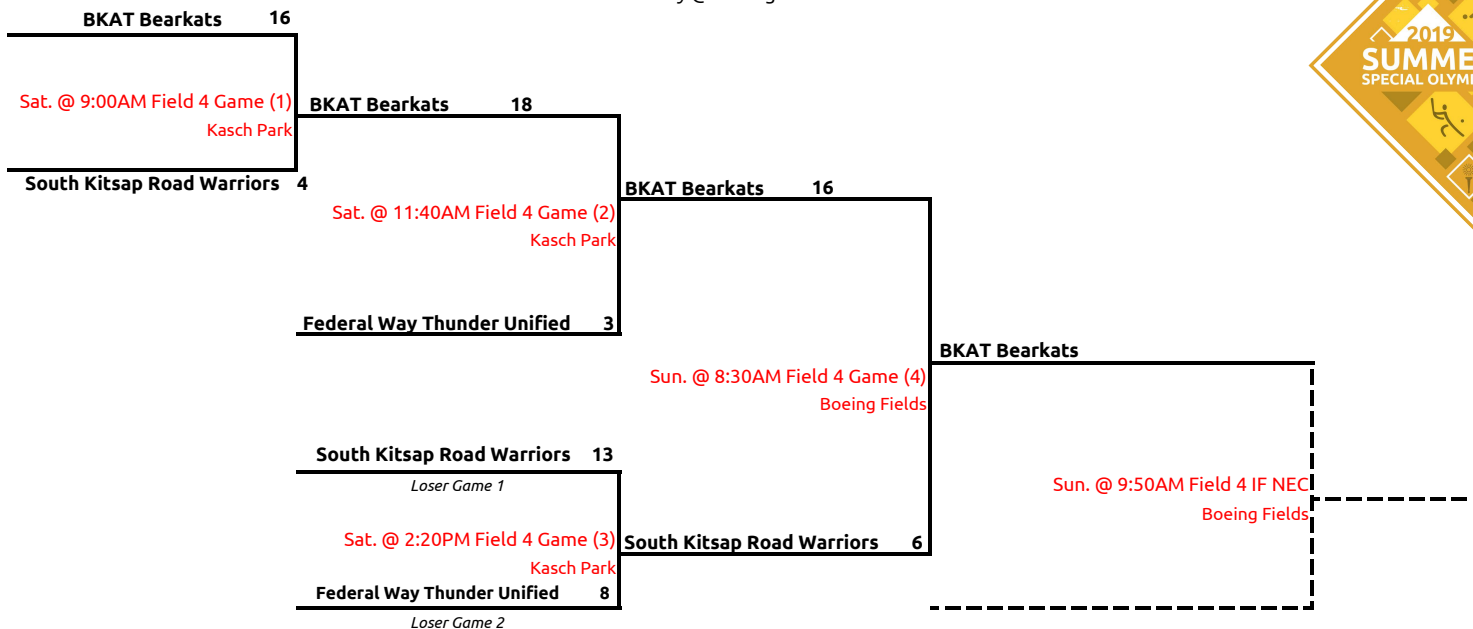 BKAT Bearkats 16
2019
SUMME
SPECIAL OLYM
Sat. @ 9:00AM Field 4 Game (1)
Kasch Park
BKAT Bearkats 18
South Kitsap Road Warriors 4
BKAT Bearkats 16
Sat. @ 11:40AM Field 4 Game (2)
Kasch Park
Federal Way Thunder Unified 3
BKAT Bearkats
Sun. @ 8:30AM Field 4 Game (4)
Boeing Fields
South Kitsap Road Warriors 13
Loser Game 1
Sun. @ 9:50AM Field 4 IF NEC
Boeing Fields
Sat. @ 2:20PM Field 4 Game (3)
Kasch Park
South Kitsap Road Warriors 6
Federal Way Thunder Unified 8
Loser Game 2